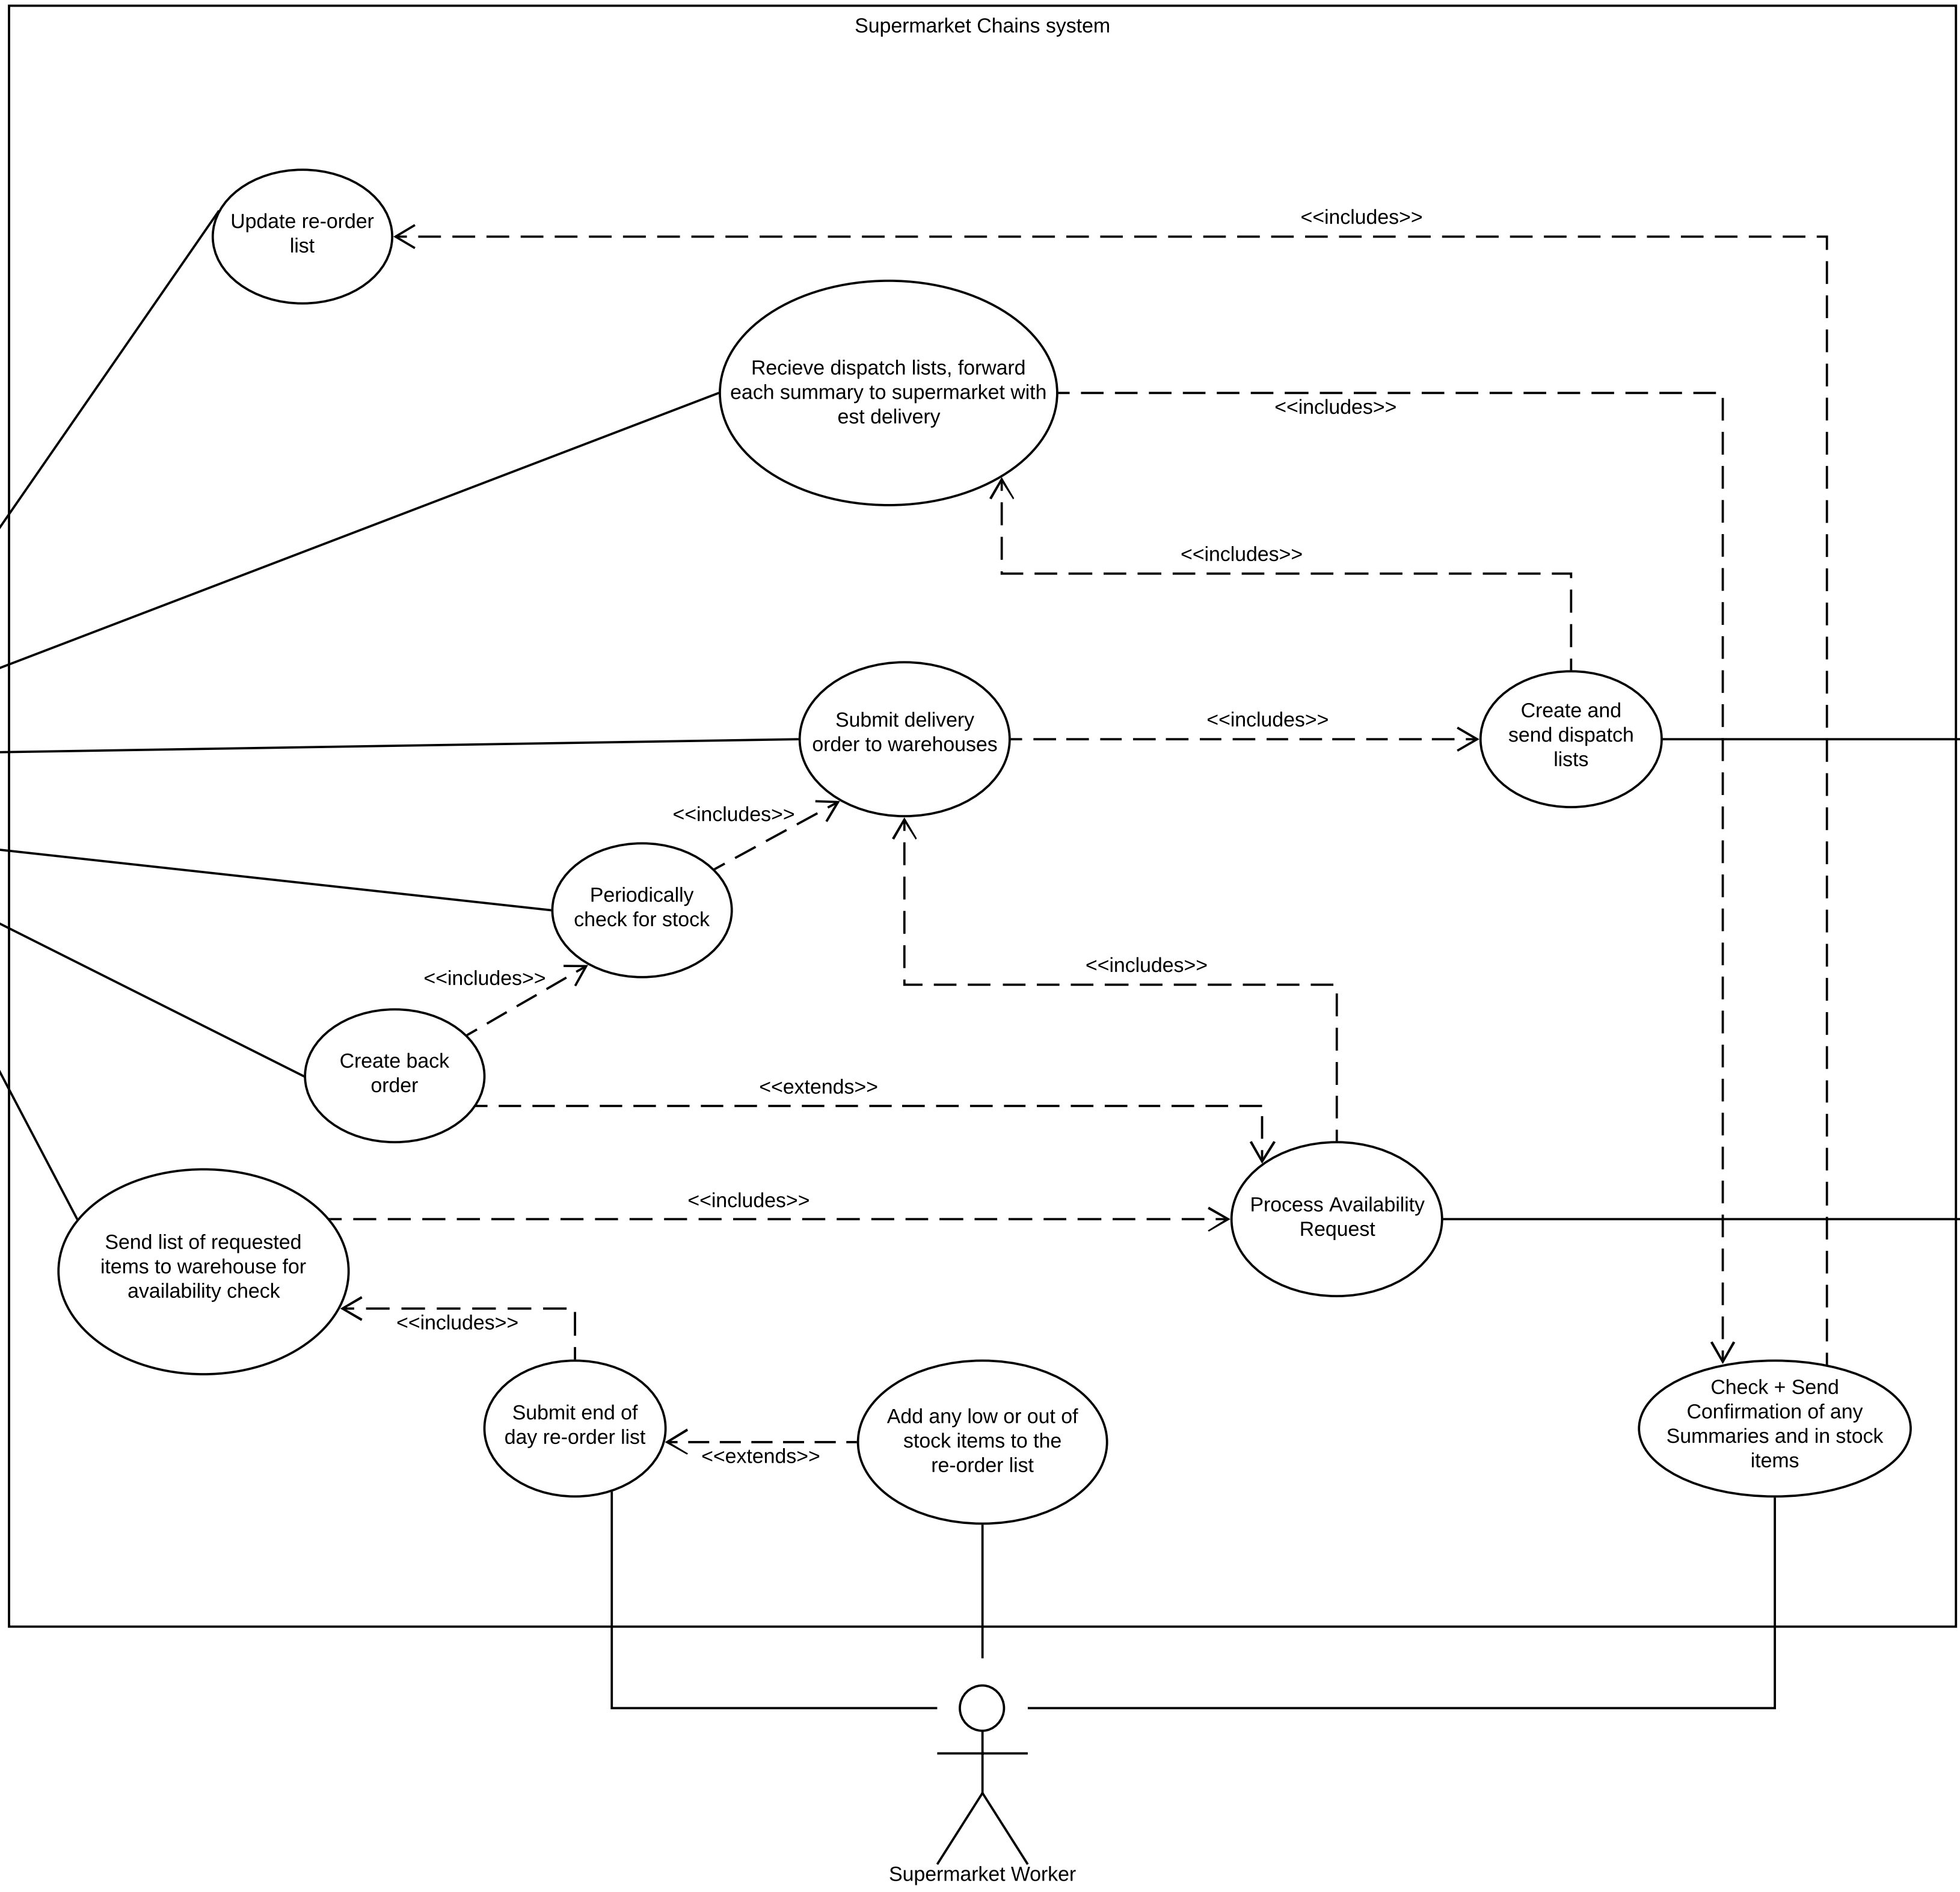 Supermarket Chains system
Update re-order
list
<<includes>>
Recieve dispatch lists, forward
each summary to supermarket with
est delivery
<<includes>>
<<includes>>
Submit delivery
order to warehouses
<<includes>>
Create and
send dispatch
lists
<<includes>>
Periodically
check for stock
<<includes>>
<<includes>>
Create back
order
<<extends>>
<<includes>>
Process Availability
Request
Send list of requested
items to warehouse for
availability check
<<includes>>
Submit end of
day re-order list
<<extends>>
Add any low or out of
stock items to the
re-order list
Check + Send
Confirmation of any
Summaries and in stock
items
Supermarket Worker